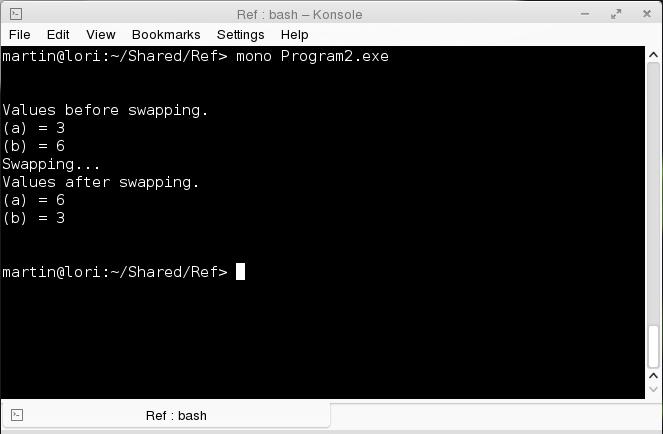 Ref : bash – Konsole
File Edit View Bookmarks Settings Help
martin@lori:~/Shared/Ref> mono Program2.exe
Values before swapping.
(a) = 3
(b) = 6
Swapping...
Values after swapping.
(a) = 6
(b) = 3
martin@lori:~/Shared/Ref>
Ref : bash